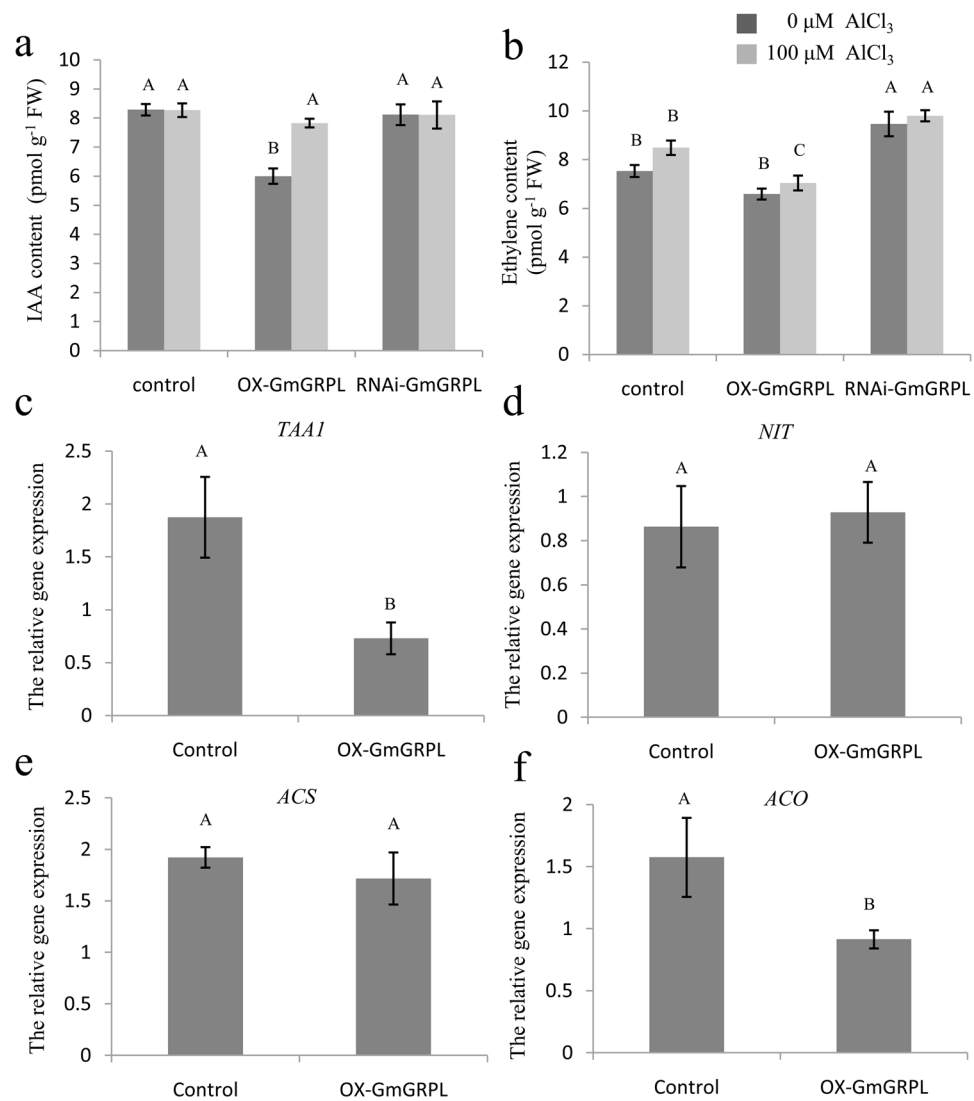 0 μM AlCl3
100 μM AlCl3
a
IAA content (pmol g-1 FW)
10
9
8
7
6
5
4
3
2
1
0
A A
B A
A A
control OX-GmGRPL RNAi-GmGRPL
b
Ethylene content
(pmol g-1 FW)
12
10
8
6
4
2
0
B B
B C
A A
control OX-GmGRPL RNAi-GmGRPL
c
TAA1
The relative gene expression
2.5
2
1.5
1
0.5
0
A
B
Control OX-GmGRPL
d
NIT
The relative gene expression
1.2
1
0.8
0.6
0.4
0.2
0
A A
Control OX-GmGRPL
e
ACS
The relative gene expression
2.5
2
1.5
1
0.5
0
A A
Control OX-GmGRPL
f
ACO
The relative gene expression
2
1.5
1
0.5
0
A
B
Control OX-GmGRPL